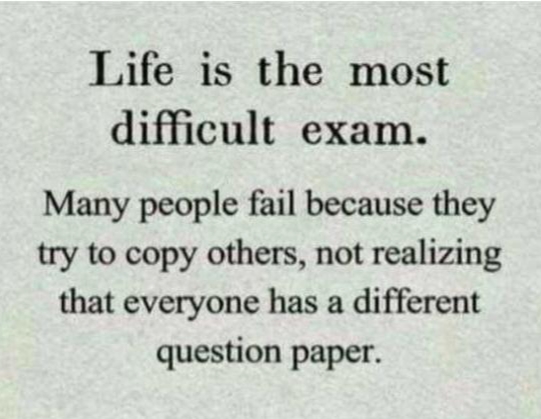 Life is the most
difficult exam.
Many people fail because they
try to copy others, not realizing
that everyone has a different
question paper.